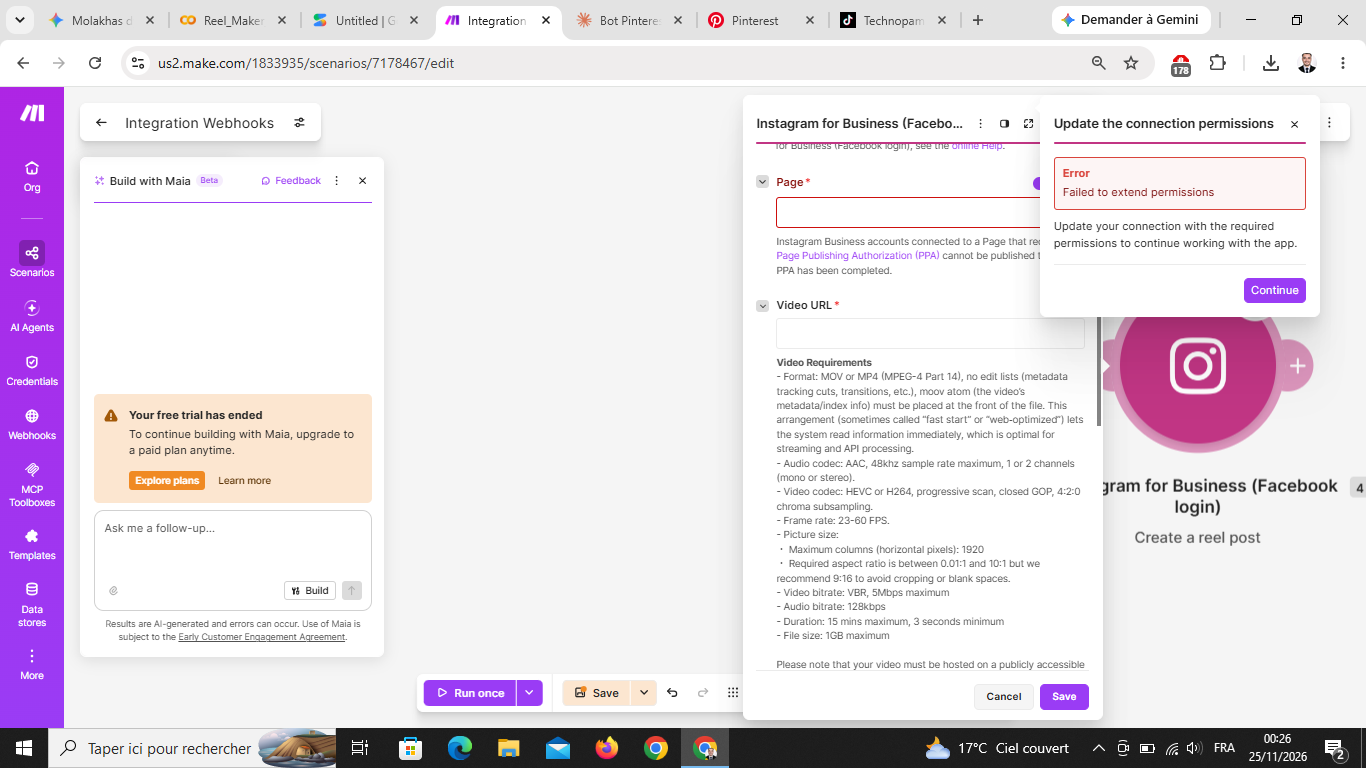 Molakhas d
Reel_Maker
Untitled | G
Integration
Bot Pintere
Pinterest
Technopam
Demander à Gemini
us2.make.com/1833935/scenarios/7178467/edit
178
Integration Webhooks
Org
Scenarios
AI Agents
Credentials
Webhooks
MCP
Toolboxes
Templates
Data
stores
More
Build with Maia
Beta
Feedback
Your free trial has ended
To continue building with Maia, upgrade to
a paid plan anytime.
Explore plans
Learn more
Ask me a follow-up...
Build
Results are AI-generated and errors can occur. Use of Maia is
subject to the Early Customer Engagement Agreement.
Run once
Save
Instagram for Business (Facebo...
for Business (Facebook login), see the online Help.
Page *
Instagram Business accounts connected to a Page that
Page Publishing Authorization (PPA) cannot be published
PPA has been completed.
Video URL *
Video Requirements
- Format: MOV or MP4 (MPEG-4 Part 14), no edit lists (metadata
tracking cuts, transitions, etc.), moov atom (the video's
metadata/index info) must be placed at the front of the file. This
arrangement (sometimes called "fast start" or "web-optimized") lets
the system read information immediately, which is optimal for
streaming and API processing.
- Audio codec: AAC, 48khz sample rate maximum, 1 or 2 channels
(mono or stereo).
- Video codec: HEVC or H264, progressive scan, closed GOP, 4:2:0
chroma subsampling.
- Frame rate: 23-60 FPS.
- Picture size:
・ Maximum columns (horizontal pixels): 1920
・ Required aspect ratio is between 0.01:1 and 10:1 but we
recommend 9:16 to avoid cropping or blank spaces.
- Video bitrate: VBR, 5Mbps maximum
- Audio bitrate: 128kbps
- Duration: 15 mins maximum, 3 seconds minimum
- File size: 1GB maximum
Please note that your video must be hosted on a publicly accessible
Cancel
Save
Update the connection permissions
Error
Failed to extend permissions
Update your connection with the required
permissions to continue working with the app.
Continue
gram for Business (Facebook
login)
4
Create a reel post
Taper ici pour rechercher
17°C Ciel couvert
FRA
00:26
25/11/2026
2